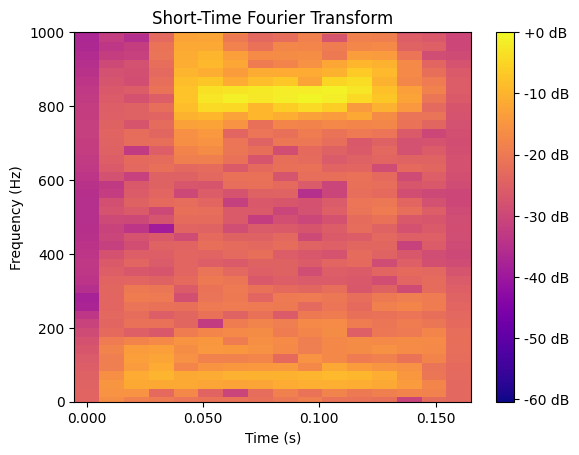 Short-Time Fourier Transform
Frequency (Hz)
1000
800
600
400
200
0
0.000
0.050
0.100
0.150
Time (s)
+0 dB
-10 dB
-20 dB
-30 dB
-40 dB
-50 dB
-60 dB